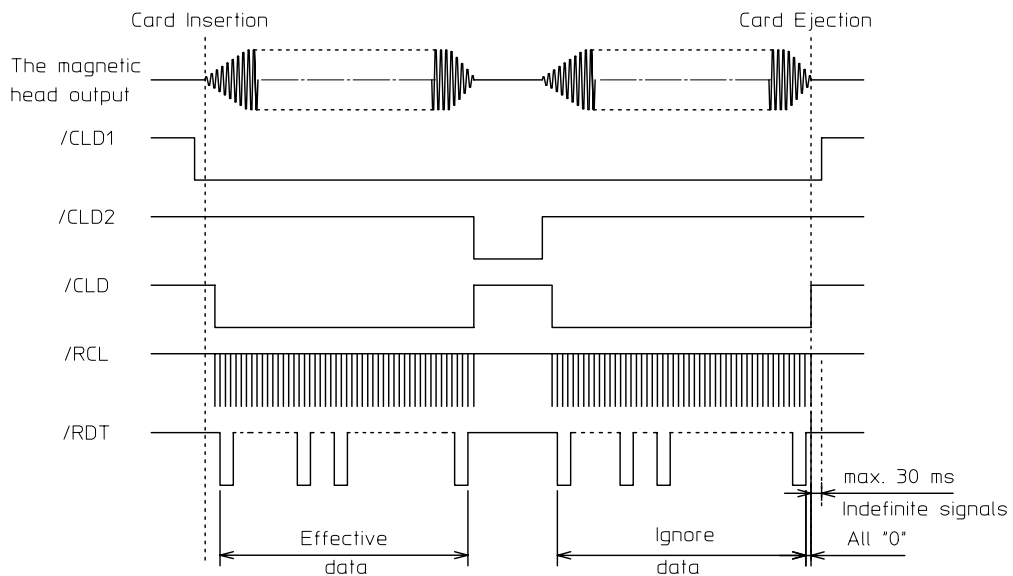 Card Insertion
Card Ejection
The magnetic
head output
/CLD1
/CLD2
/CLD
/RCL
/RDT
max. 30 ms
Indefinite signals
Effective
data
Ignore
data
All "0"